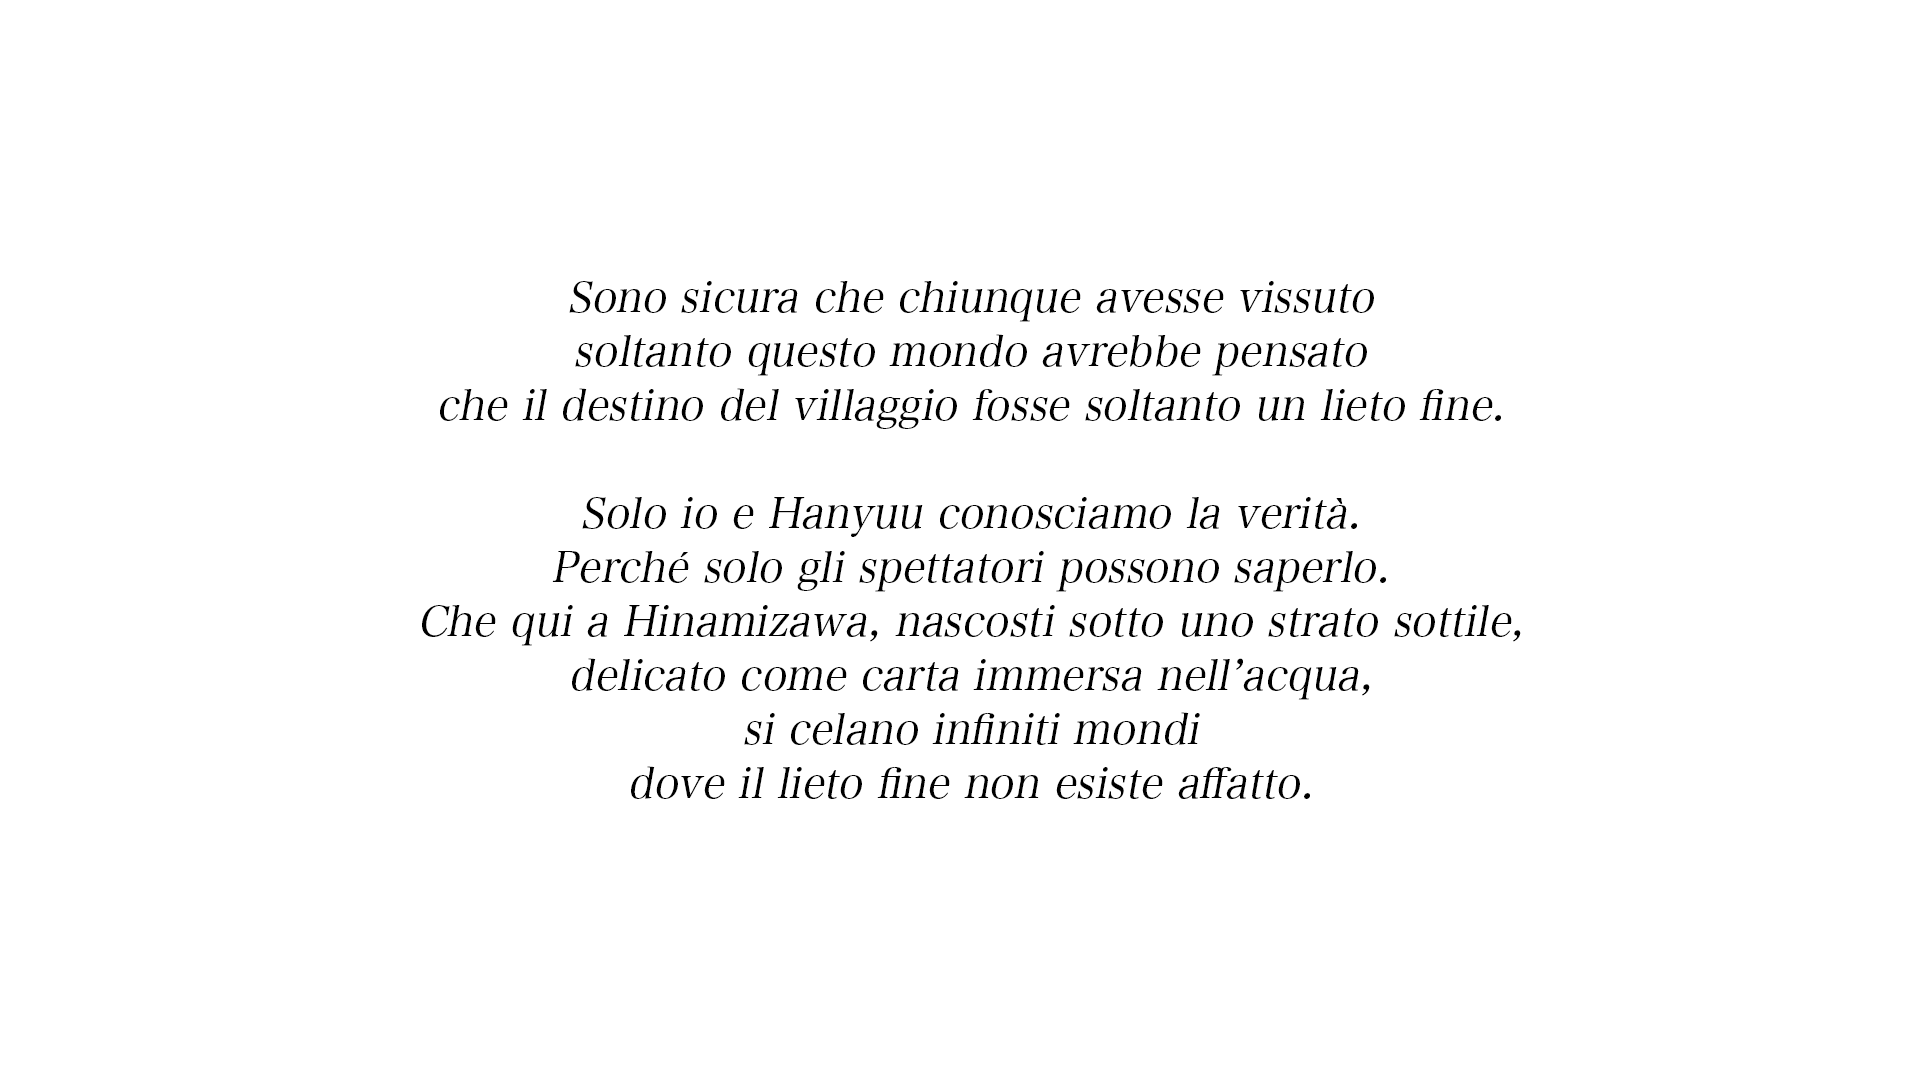 Sono sicura che chiunque avesse vissuto
soltanto questo mondo avrebbe pensato
che il destino del villaggio fosse soltanto un lieto fine.
Solo io e Hanyuu conosciamo la verità.
Perché solo gli spettatori possono saperlo.
Che qui a Hinamizawa, nascosti sotto uno strato sottile,
delicato come carta immersa nell’acqua,
si celano infiniti mondi
dove il lieto fine non esiste affatto.